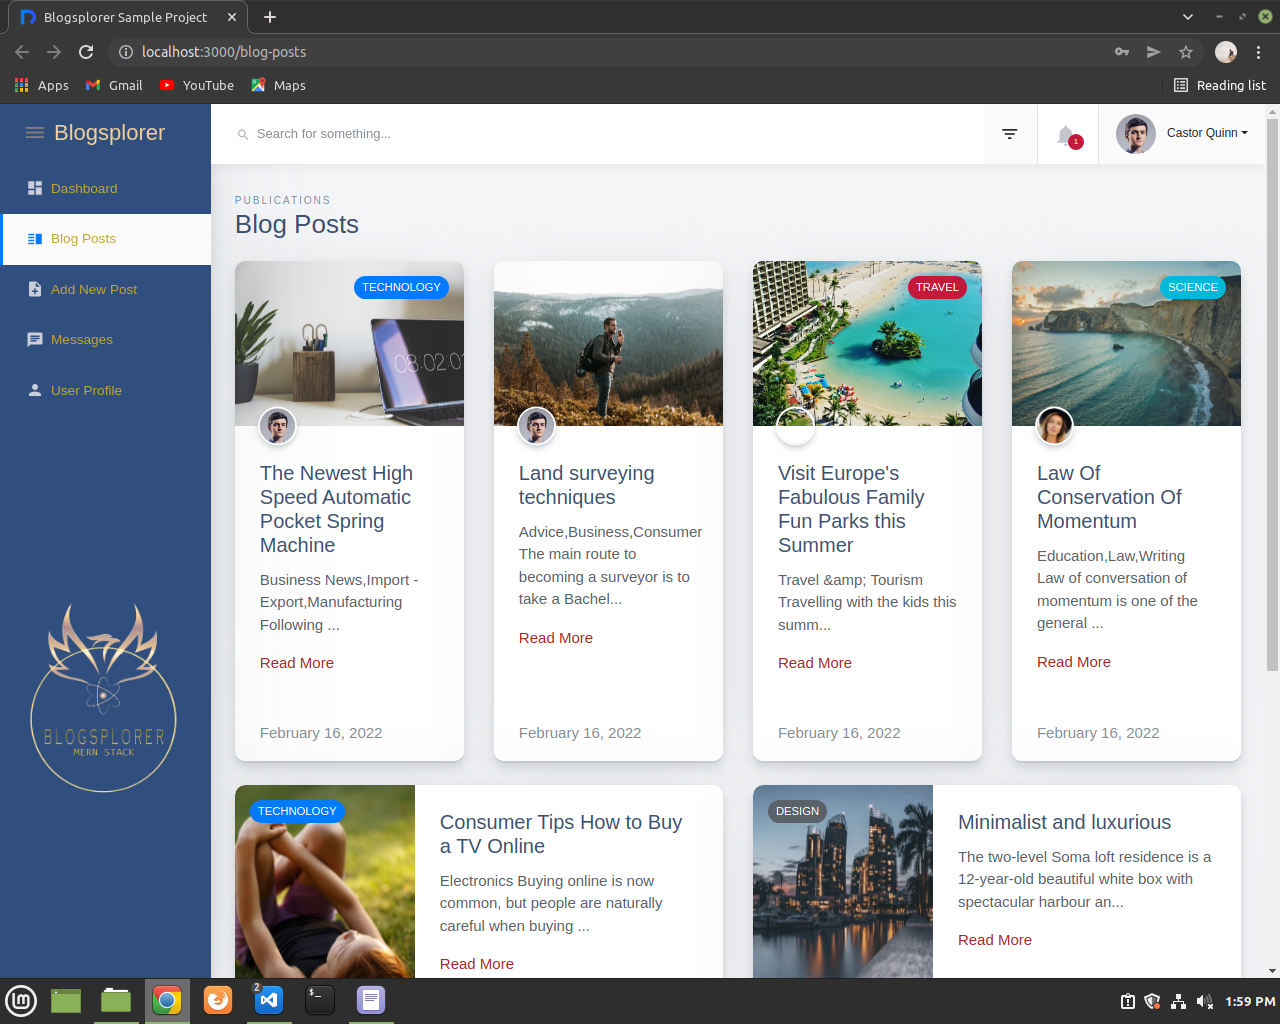 Blogsplorer Sample Project
localhost:3000/blog-posts
Apps
Gmail
YouTube
Maps
Reading list
Blogsplorer
Search for something...
1
Castor Quinn
Dashboard
Blog Posts
Add New Post
Messages
User Profile
BLOGSPLORER
MERN STACK
PUBLICATIONS
Blog Posts
TECHNOLOGY
08:02:01
The Newest High
Speed Automatic
Pocket Spring
Machine
Business News,Import -
Export,Manufacturing
Following ...
Read More
February 16, 2022
Land surveying
techniques
Advice,Business,Consumer
The main route to
becoming a surveyor is to
take a Bachel...
Read More
February 16, 2022
TRAVEL
Visit Europe's
Fabulous Family
Fun Parks this
Summer
Travel &amp; Tourism
Travelling with the kids this
summ...
Read More
February 16, 2022
SCIENCE
Law Of
Conservation Of
Momentum
Education,Law,Writing
Law of conversation of
momentum is one of the
general ...
Read More
February 16, 2022
TECHNOLOGY
Consumer Tips How to Buy
a TV Online
Electronics Buying online is now
common, but people are naturally
careful when buying ...
Read More
DESIGN
Minimalist and luxurious
The two-level Soma loft residence is a
12-year-old beautiful white box with
spectacular harbour an...
Read More
2
$_
1:59 PM